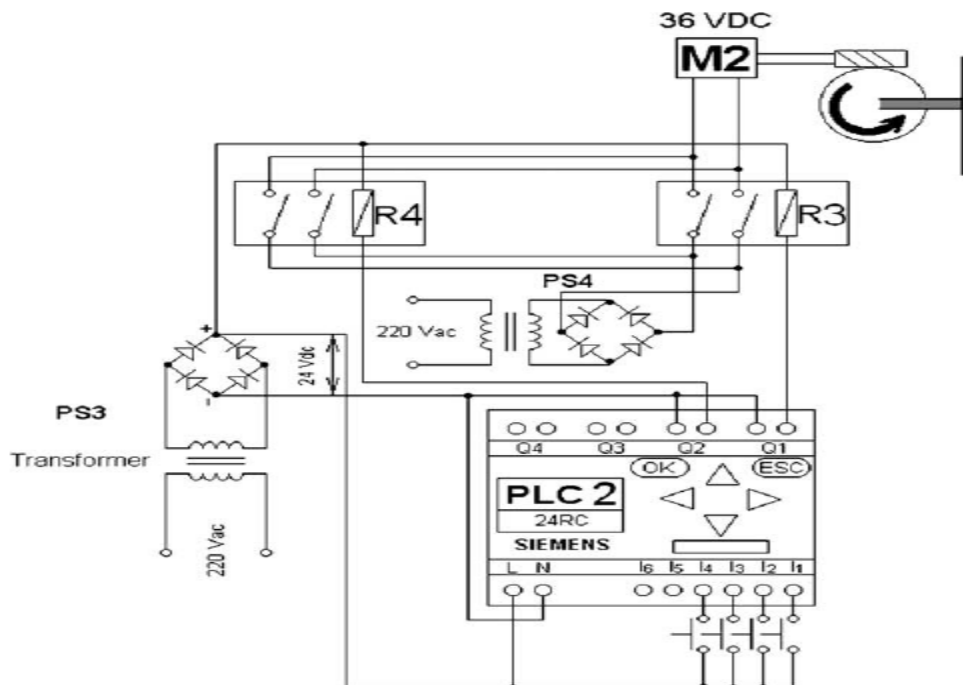 36 VDC
M2
R4
R3
PS4
220 Vac
+
24 Vdc
-
PS3
Transformer
220 Vac
Q4 Q3 Q2 Q1
OK ESC
PLC 2
24RC
SIEMENS
L N I6 I5 I4 I3 I2 I1